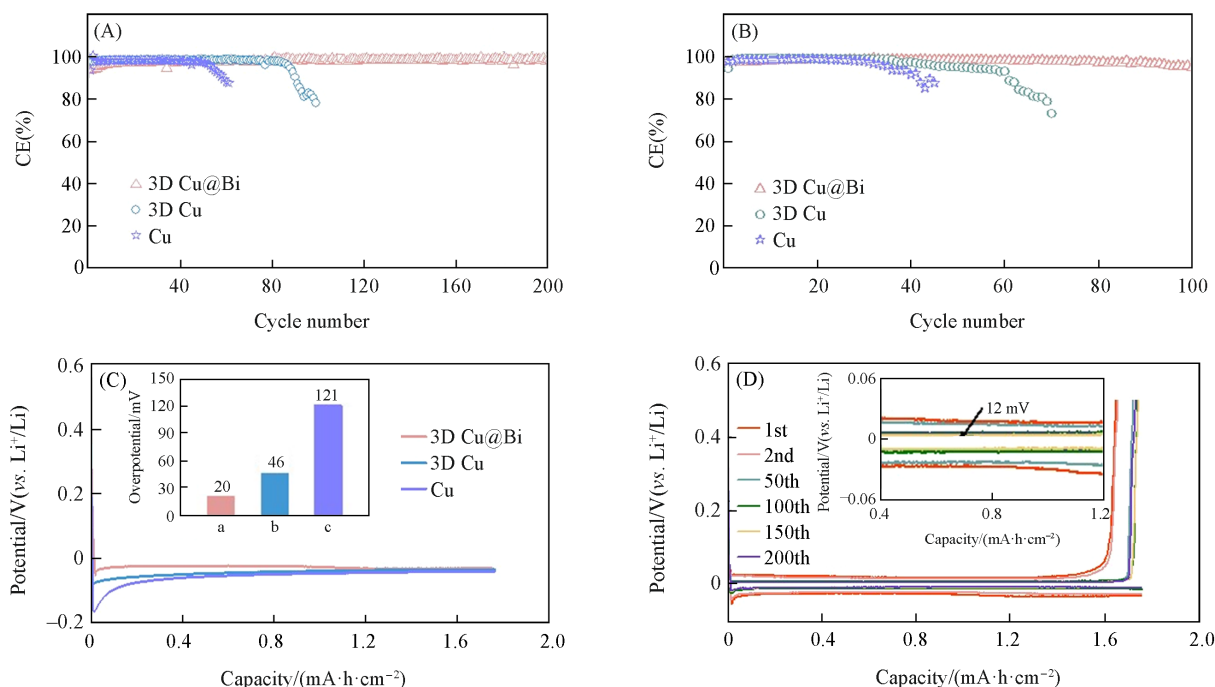 (A)
100
80
60
40
20
0
CE(%)
3D Cu@Bi
3D Cu
Cu
40
80
120
160
200
Cycle number
(B)
100
80
60
40
20
0
CE(%)
3D Cu@Bi
3D Cu
Cu
20
40
60
80
100
Cycle number
(C)
0.6
0.4
0.2
0
−0.2
Potential/V(vs. Li⁺/Li)
150
120
90
60
30
0
Overpotential/mV
20
46
121
a
b
c
3D Cu@Bi
3D Cu
Cu
0
0.4
0.6
1.2
1.6
2.0
Capacity/(mA·h·cm⁻²)
(D)
0.6
0.4
0.2
0
−0.1
Potential/V(vs. Li⁺/Li)
1st
2nd
50th
100th
150th
200th
0.06
0
−0.06
Potential/V(vs. Li⁺/Li)
12 mV
0.4
0.8
1.2
Capacity/(mA·h·cm⁻²)
0
0.4
0.8
1.2
1.6
2.0
Capacity/(mA·h·cm⁻²)